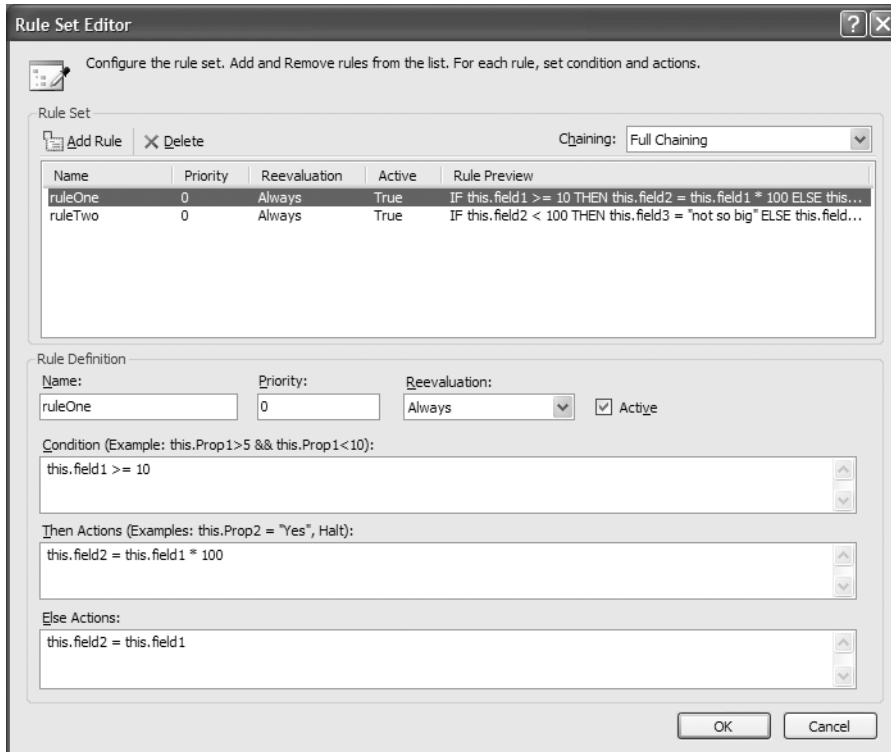 Rule Set Editor
Configure the rule set. Add and Remove rules from the list. For each rule, set condition and actions.
Rule Set
Add Rule Delete Chaining: Full Chaining
Name Priority Reevaluation Active Rule Preview
ruleOne 0 Always True IF this.field1 >= 10 THEN this.field2 = this.field1 * 100 ELSE this...
ruleTwo 0 Always True IF this.field2 < 100 THEN this.field3 = "not so big" ELSE this.field...
Rule Definition
Name: Priority: Reevaluation:
ruleOne 0 Always Active
Condition (Example: this.Prop1>5 && this.Prop1<10):
this.field1 >= 10
Then Actions (Examples: this.Prop2 = "Yes", Halt):
this.field2 = this.field1 * 100
Else Actions:
this.field2 = this.field1
OK Cancel